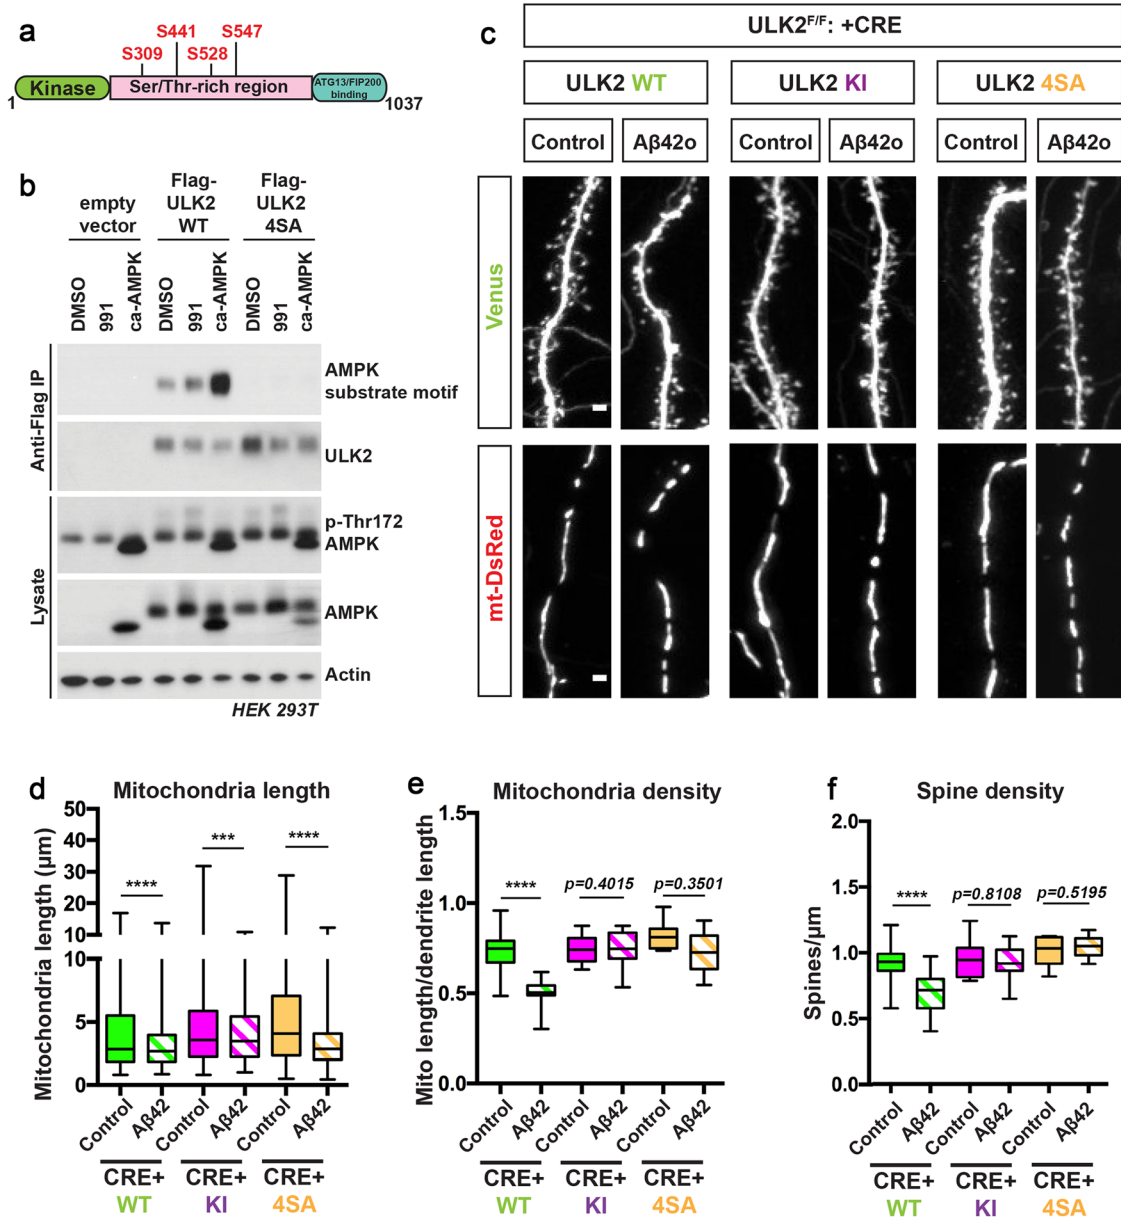 a
S309
S441
S528
S547
Kinase
Ser/Thr-rich region
ATG13/FIP200
binding
1
1037
b
empty
vector
Flag-
ULK2
WT
Flag-
ULK2
4SA
DMSO
991
ca-AMPK
DMSO
991
ca-AMPK
DMSO
991
ca-AMPK
Anti-Flag IP
AMPK
substrate motif
ULK2
Lysate
p-Thr172
AMPK
AMPK
Actin
HEK 293T
c
ULK2F/F: +CRE
ULK2 WT
ULK2 KI
ULK2 4SA
Control
Aβ42o
Control
Aβ42o
Control
Aβ42o
Venus
mt-DsRed
d
Mitochondria length
Mitochondria length (µm)
50
40
30
20
10
10
5
0
****
***
****
Control
Aβ42
Control
Aβ42
Control
Aβ42
CRE+
CRE+
CRE+
WT
KI
4SA
e
Mitochondria density
Mito length/dendrite length
1.5
1.0
0.5
0.0
****
p=0.4015
p=0.3501
Control
Aβ42
Control
Aβ42
Control
Aβ42
CRE+
CRE+
CRE+
WT
KI
4SA
f
Spine density
Spines/µm
2.0
1.5
1.0
0.5
0.0
****
p=0.8108
p=0.5195
Control
Aβ42
Control
Aβ42
Control
Aβ42
CRE+
CRE+
CRE+
WT
KI
4SA